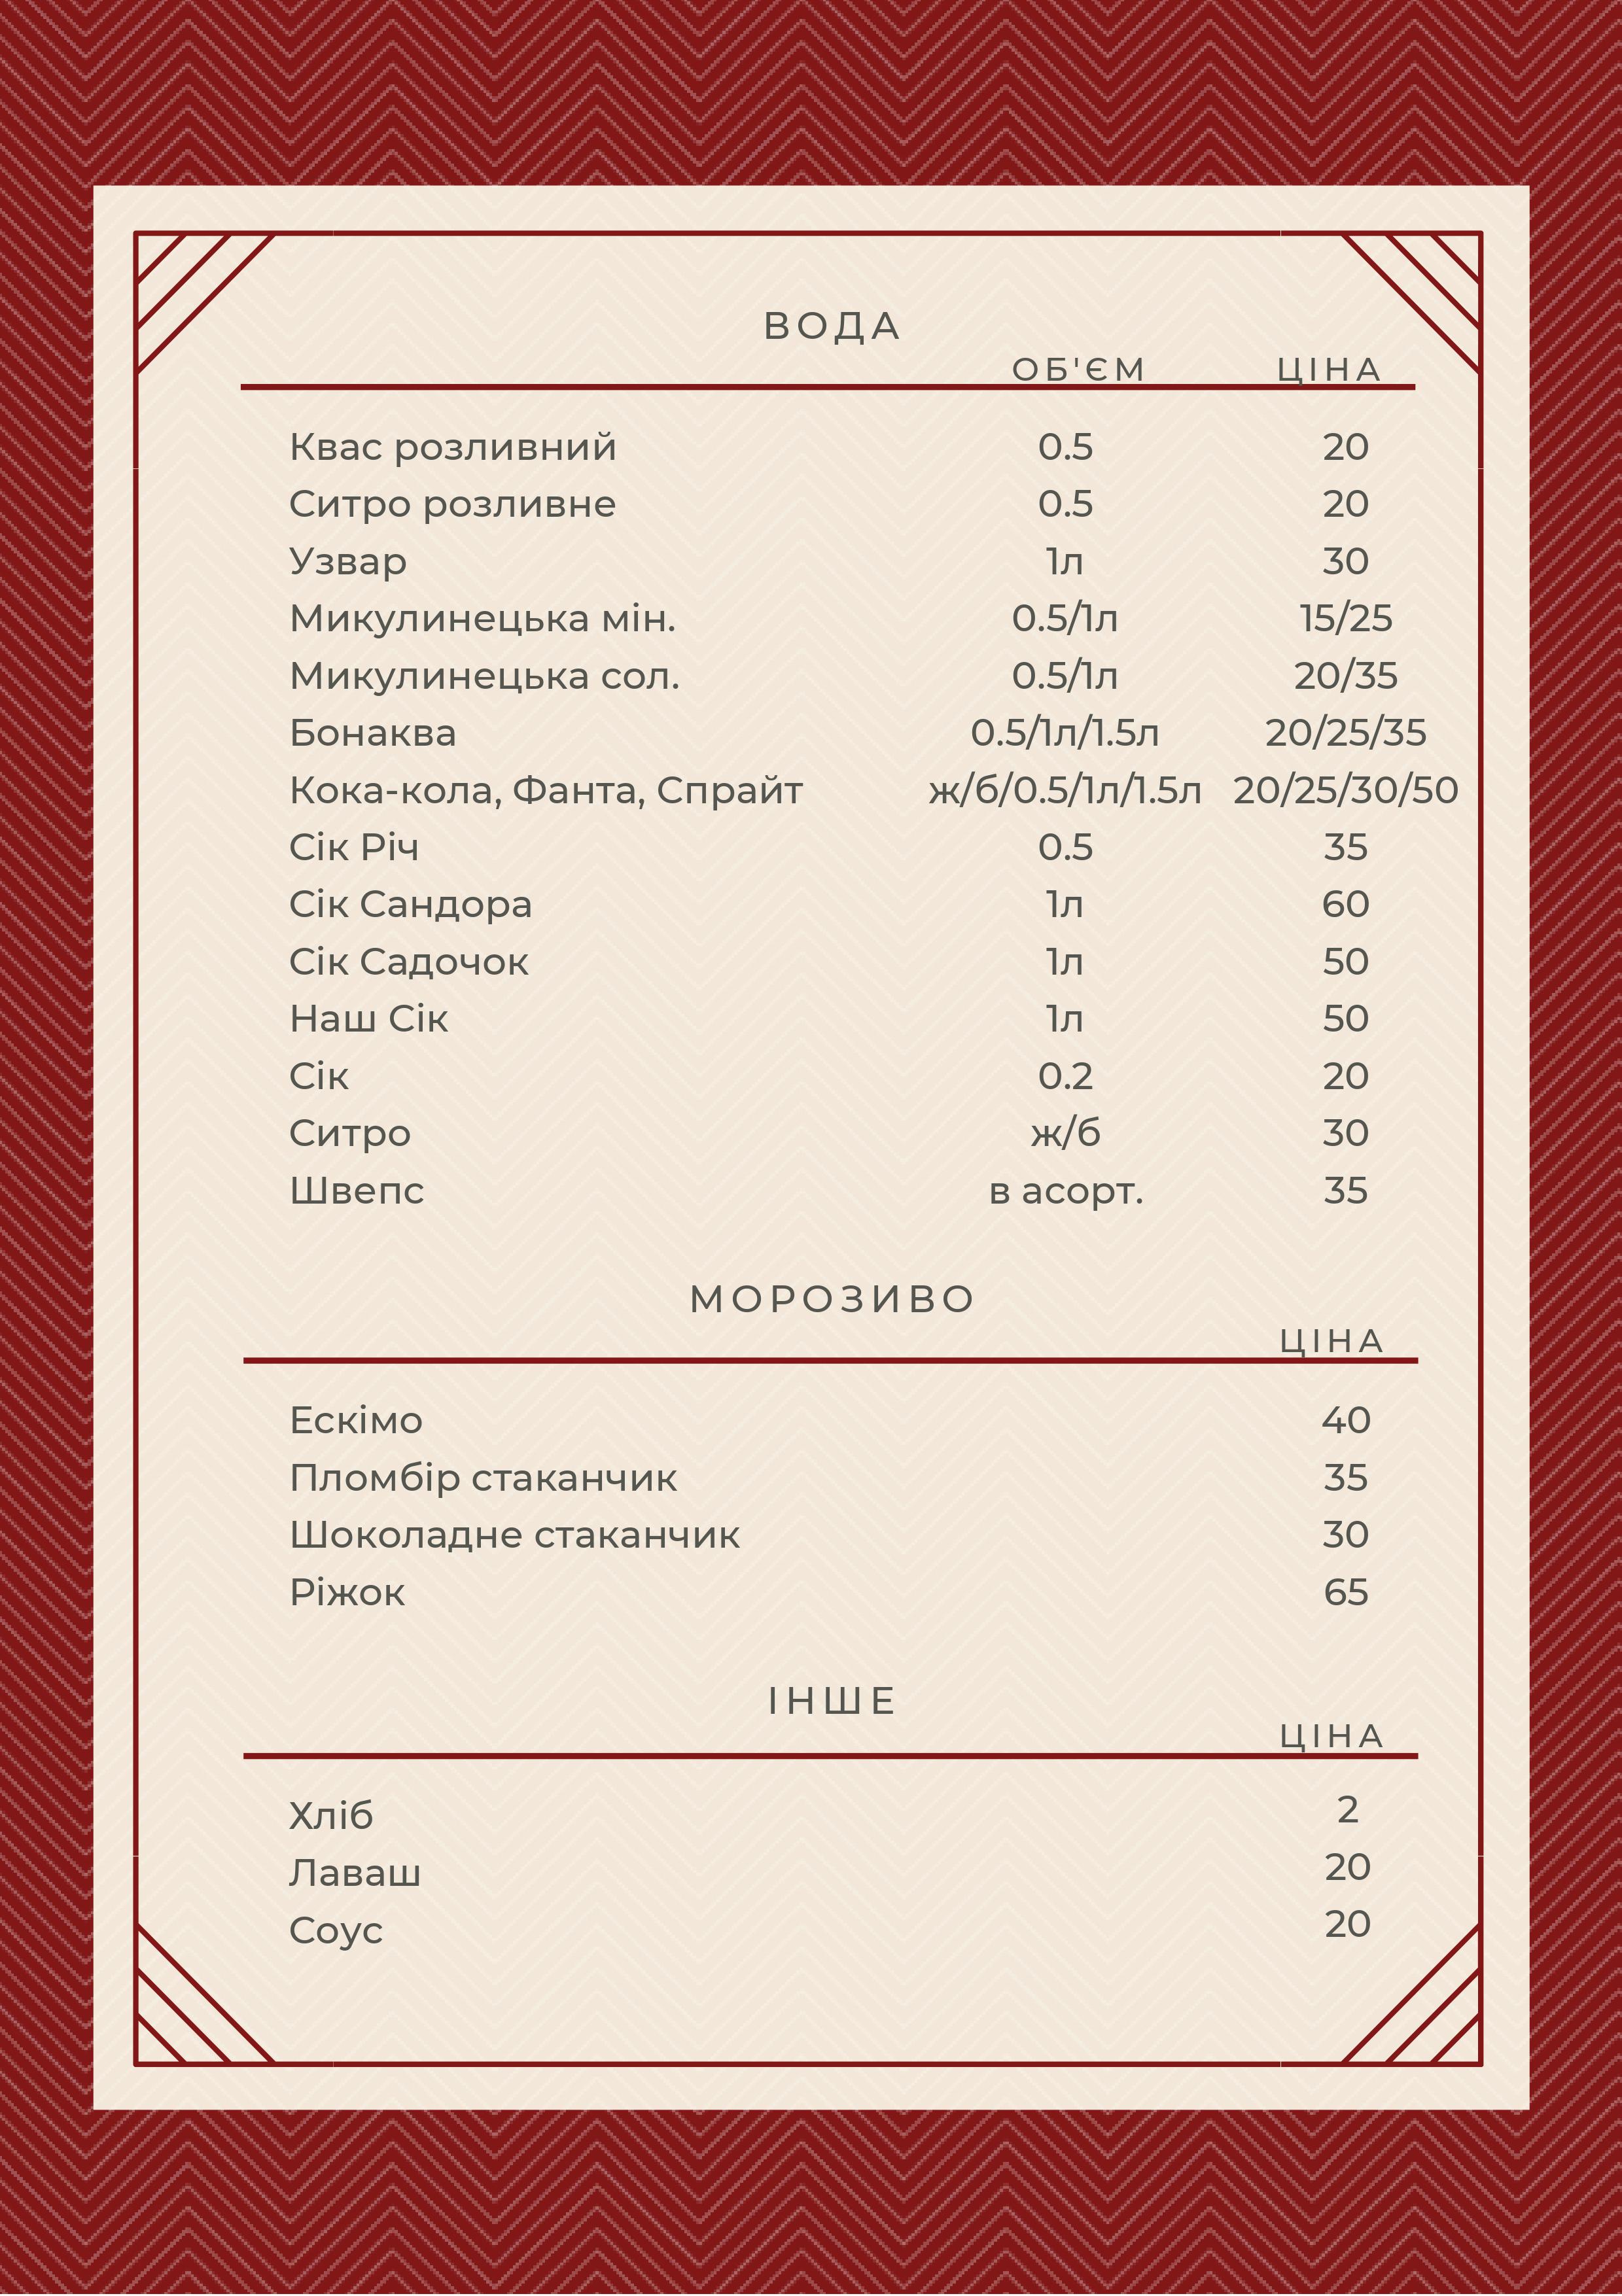 ВОДА
ОБ'ЄМ ЦІНА
Квас розливний 0.5 20
Ситро розливне 0.5 20
Узвар 1л 30
Микулинецька мін. 0.5/1л 15/25
Микулинецька сол. 0.5/1л 20/35
Бонаква 0.5/1л/1.5л 20/25/35
Кока-кола, Фанта, Спрайт ж/б/0.5/1л/1.5л 20/25/30/50
Сік Річ 0.5 35
Сік Сандора 1л 60
Сік Садочок 1л 50
Наш Сік 1л 50
Сік 0.2 20
Ситро ж/б 30
Швепс в асорт. 35
МОРОЗИВО
ЦІНА
Ескімо 40
Пломбір стаканчик 35
Шоколадне стаканчик 30
Ріжок 65
ІНШЕ
ЦІНА
Хліб 2
Лаваш 20
Соус 20